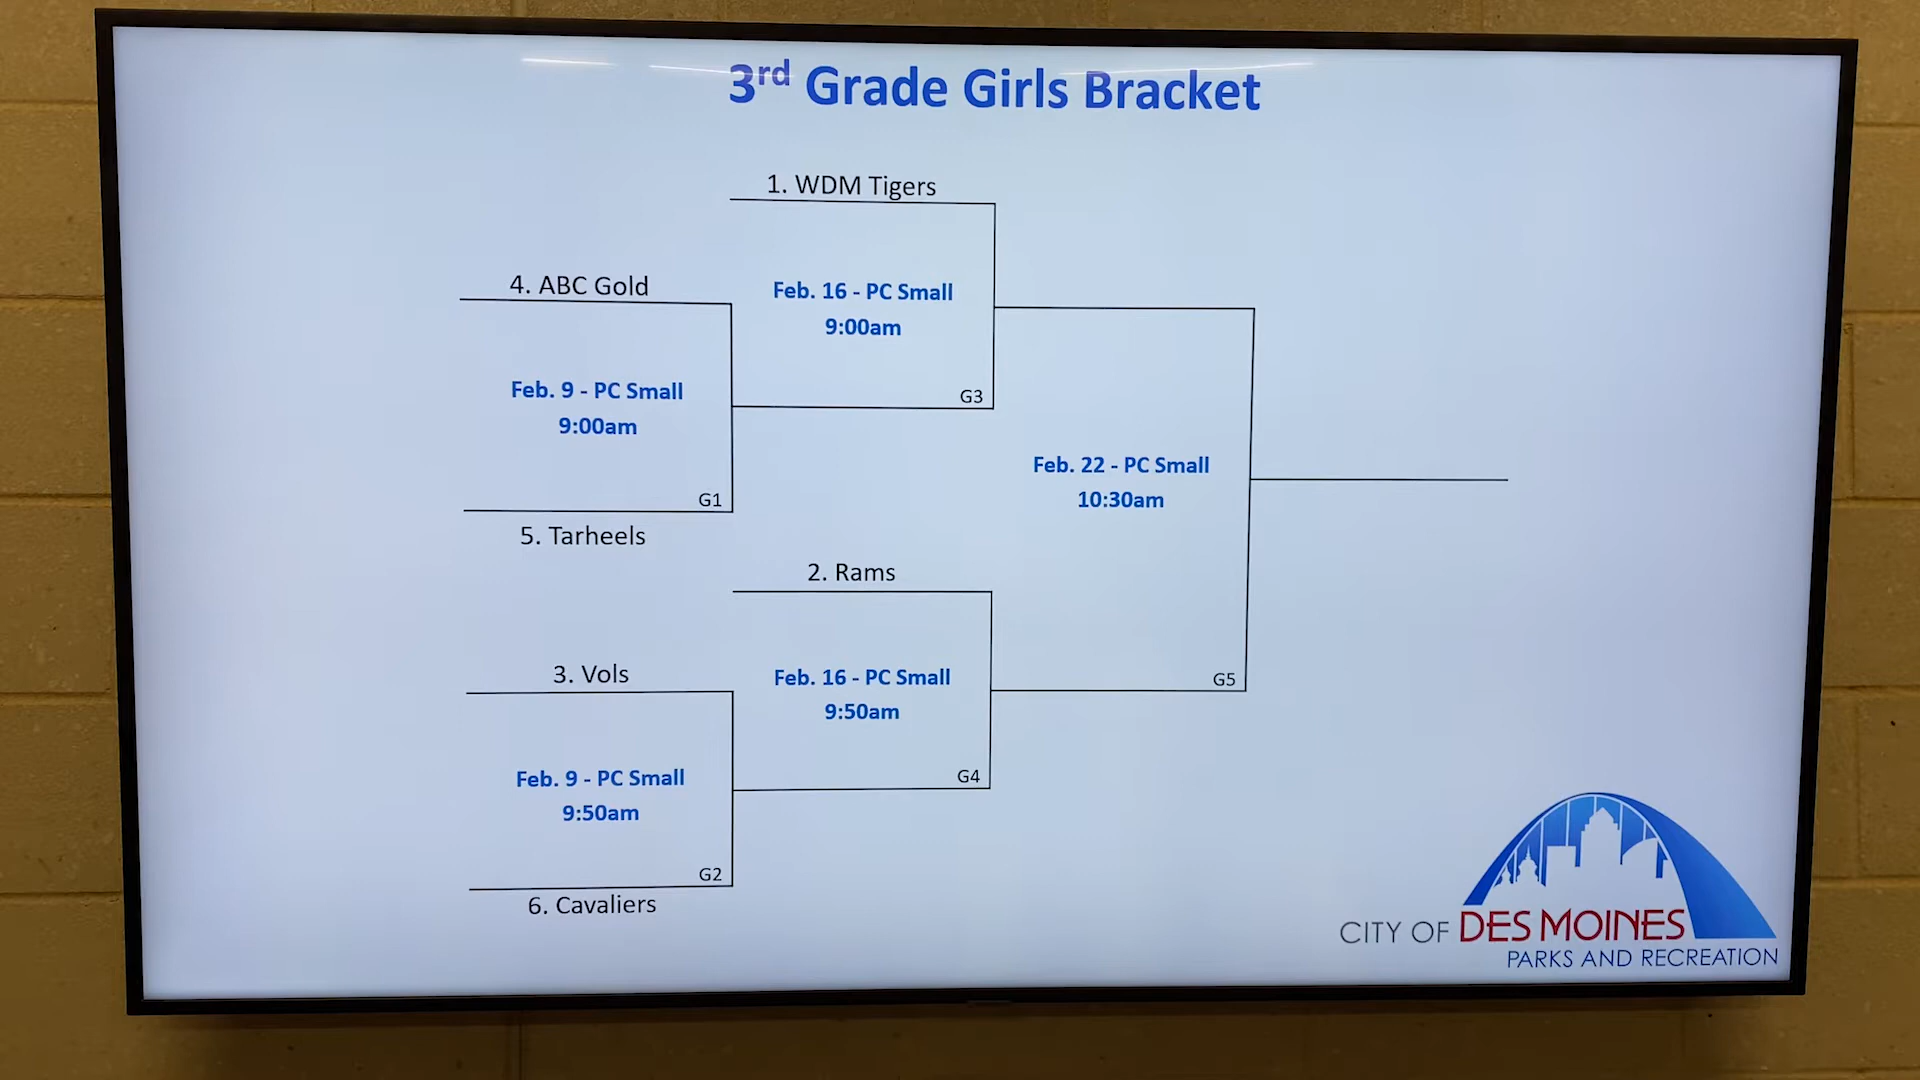 3rd Grade Girls Bracket
1. WDM Tigers
4. ABC Gold
Feb. 16 - PC Small
9:00am
Feb. 9 - PC Small
9:00am
G3
Feb. 22 - PC Small
10:30am
G1
5. Tarheels
2. Rams
3. Vols
Feb. 16 - PC Small
9:50am
G5
Feb. 9 - PC Small
9:50am
G4
G2
6. Cavaliers
CITY OF DES MOINES
PARKS AND RECREATION